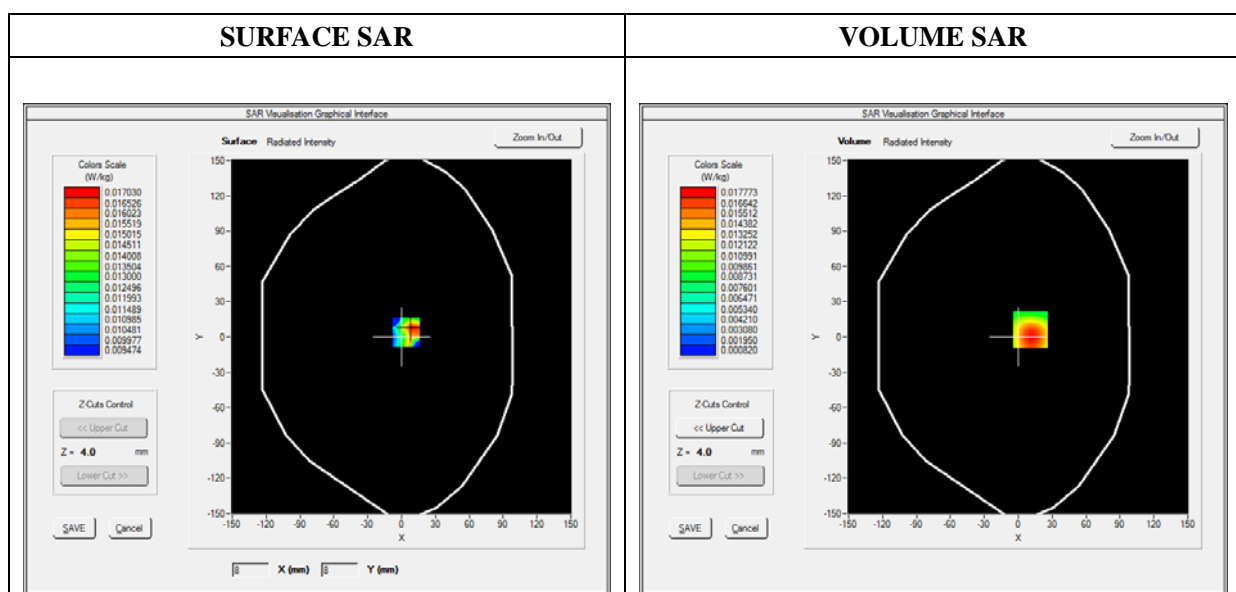 SURFACE SAR
VOLUME SAR
SAR Visualisation Graphical Interface
Surface Radiated Intensity
Zoom In/Out
Colors Scale
(W/kg)
0.017030
0.016526
0.016023
0.015519
0.015015
0.014511
0.014008
0.013504
0.013000
0.012496
0.011993
0.011489
0.010985
0.010481
0.009977
0.009474
Z-Cuts Control
<< Upper Cut
Z = 4.0 mm
Lower Cut >>
SAVE Cancel
150
120
90
60
30
0
-30
-60
-90
-120
-150
Y
-150 -120 -90 -60 -30 0 30 60 90 120 150
X
8 X (mm) 8 Y (mm)
SAR Visualisation Graphical Interface
Volume Radiated Intensity
Zoom In/Out
Colors Scale
(W/kg)
0.017773
0.016642
0.015512
0.014382
0.013252
0.012122
0.010991
0.009861
0.008731
0.007601
0.006471
0.005340
0.004210
0.003080
0.001950
0.000820
Z-Cuts Control
<< Upper Cut
Z = 4.0 mm
Lower Cut >>
SAVE Cancel
150
120
90
60
30
0
-30
-60
-90
-120
-150
Y
-150 -120 -90 -60 -30 0 30 60 90 120 150
X